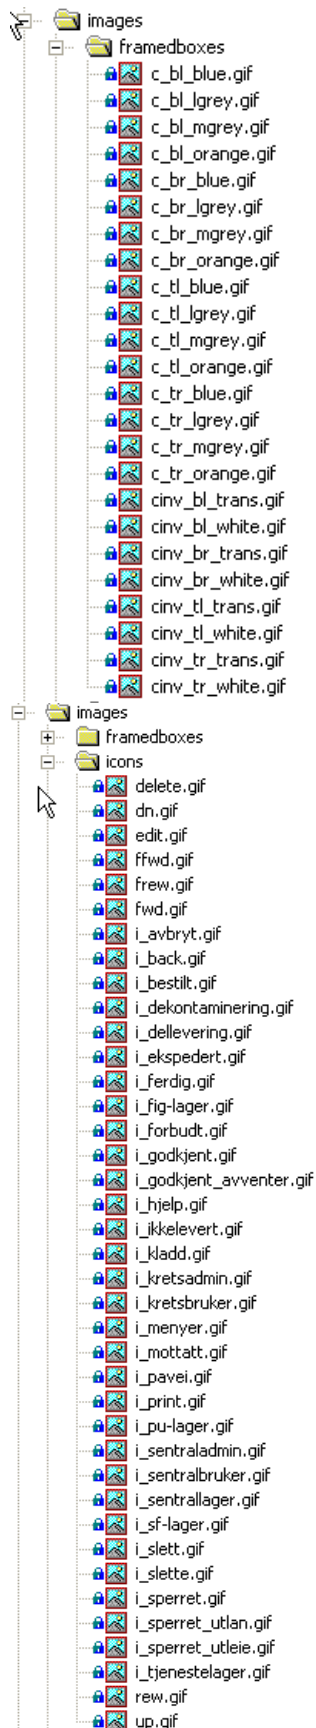 images
framedboxes
c_bl_blue.gif
c_bl_lgrey.gif
c_bl_mgrey.gif
c_bl_orange.gif
c_br_blue.gif
c_br_lgrey.gif
c_br_mgrey.gif
c_br_orange.gif
c_tl_blue.gif
c_tl_lgrey.gif
c_tl_mgrey.gif
c_tl_orange.gif
c_tr_blue.gif
c_tr_lgrey.gif
c_tr_mgrey.gif
c_tr_orange.gif
cinv_bl_trans.gif
cinv_bl_white.gif
cinv_br_trans.gif
cinv_br_white.gif
cinv_tl_trans.gif
cinv_tl_white.gif
cinv_tr_trans.gif
cinv_tr_white.gif
images
framedboxes
icons
delete.gif
dn.gif
edit.gif
ffwd.gif
frew.gif
fwd.gif
i_avbryt.gif
i_back.gif
i_bestilt.gif
i_dekontaminering.gif
i_dellevering.gif
i_ekspedert.gif
i_ferdig.gif
i_fig-lager.gif
i_forbudt.gif
i_godkjent.gif
i_godkjent_avventer.gif
i_hjelp.gif
i_ikkelevert.gif
i_kladd.gif
i_kretsadmin.gif
i_kretsbruker.gif
i_menyer.gif
i_mottatt.gif
i_pavei.gif
i_print.gif
i_pu-lager.gif
i_sentraladmin.gif
i_sentralbruker.gif
i_sentrallager.gif
i_sf-lager.gif
i_slett.gif
i_slette.gif
i_sperret.gif
i_sperret_utlan.gif
i_sperret_utleie.gif
i_tjenestelager.gif
rew.gif
up.gif